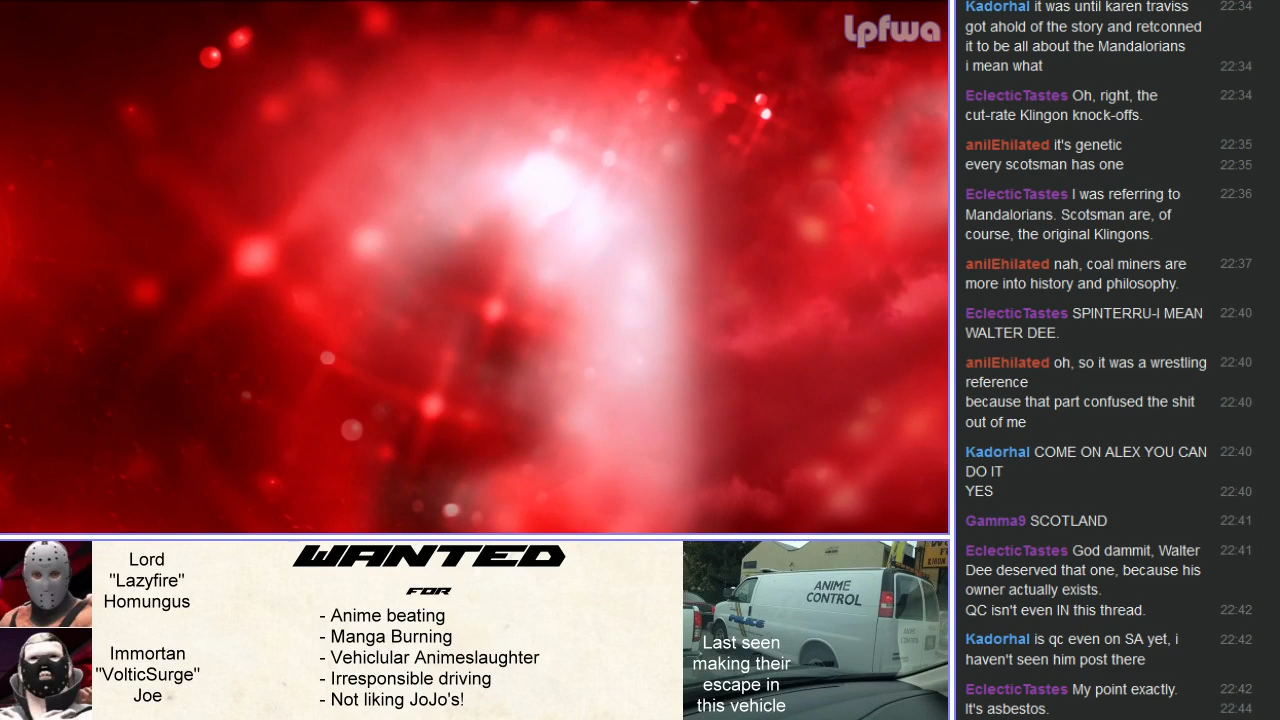 Lpfwa
Kadorhal it was until karen traviss 22:34
got ahold of the story and retconned
it to be all about the Mandalorians
i mean what 22:34
EclecticTastes Oh, right, the 22:34
cut-rate Klingon knock-offs.
anilEhilated it's genetic 22:35
every scotsman has one 22:35
EclecticTastes I was referring to 22:36
Mandalorians. Scotsman are, of
course, the original Klingons.
anilEhilated nah, coal miners are 22:37
more into history and philosophy.
EclecticTastes SPINTERRU-I MEAN 22:40
WALTER DEE.
anilEhilated oh, so it was a wrestling 22:40
reference
because that part confused the shit 22:40
out of me
Kadorhal COME ON ALEX YOU CAN 22:40
DO IT
YES 22:40
Gamma9 SCOTLAND 22:41
EclecticTastes God dammit, Walter 22:41
Dee deserved that one, because his
owner actually exists.
QC isn't even IN this thread. 22:42
Kadorhal is qc even on SA yet, i 22:42
haven't seen him post there
EclecticTastes My point exactly. 22:42
It's asbestos. 22:44
Lord
"Lazyfire"
Homungus
Immortan
"VolticSurge"
Joe
WANTED
FOR
- Anime beating
- Manga Burning
- Vehiclular Animeslaughter
- Irresponsible driving
- Not liking JoJo's!
ANIME
CONTROL
POLICE
Last seen
making their
escape in
this vehicle